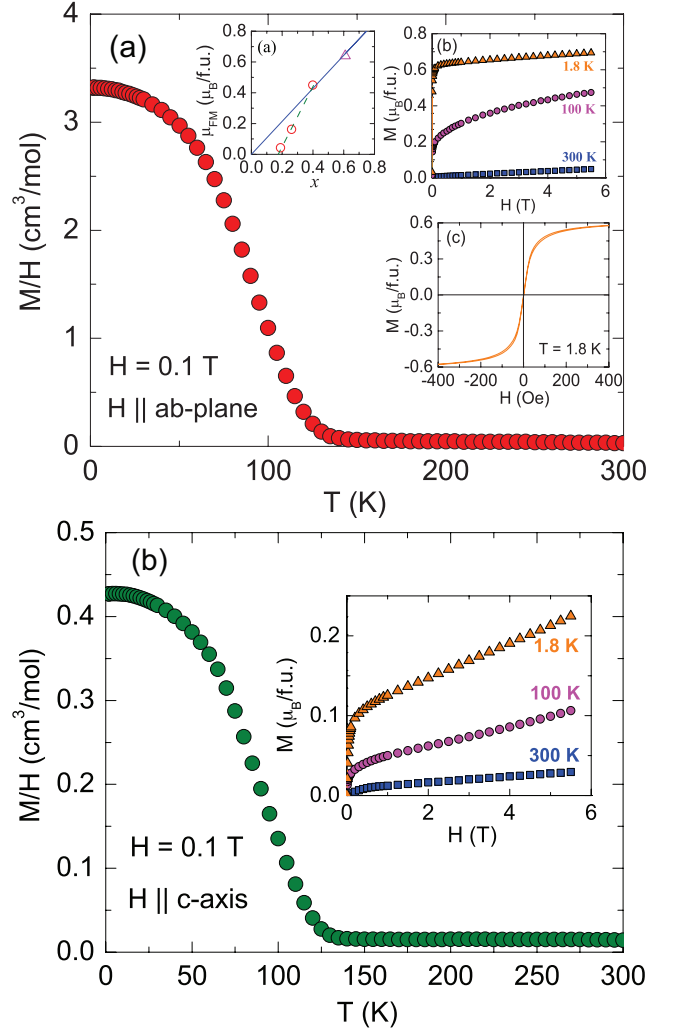 (a)
M/H (cm³/mol)
4
3
2
1
0
0 100 200 300
T (K)
H = 0.1 T
H || ab-plane
(a)
μFM (μB/f.u.)
0.8
0.6
0.4
0.2
0.0
0.0 0.2 0.4 0.6 0.8
x
(b)
M (μB/f.u.)
0.8
0.6
0.4
0.2
0.0
1.8 K
100 K
300 K
0 2 4 6
H (T)
(c)
M (μB/f.u.)
0.6
0.3
0.0
-0.3
-0.6
T = 1.8 K
-400 -200 0 200 400
H (Oe)
(b)
M/H (cm³/mol)
0.5
0.4
0.3
0.2
0.1
0.0
0 50 100 150 200 250 300
T (K)
H = 0.1 T
H || c-axis
M (μB/f.u.)
0.2
0.1
0.0
1.8 K
100 K
300 K
0 2 4 6
H (T)